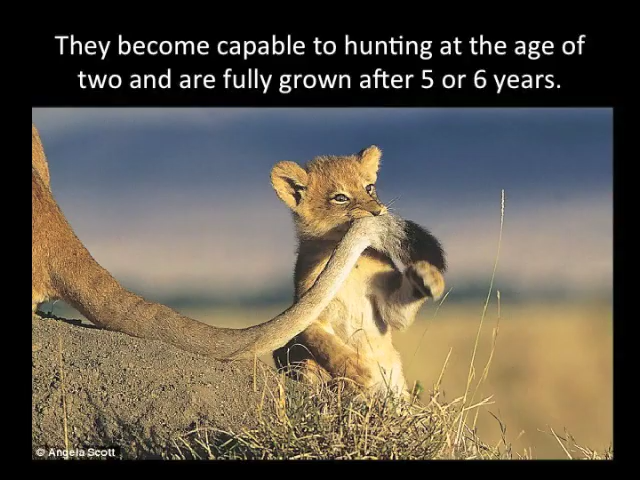 They become capable to hunting at the age of
two and are fully grown after 5 or 6 years.
© Angela Scott